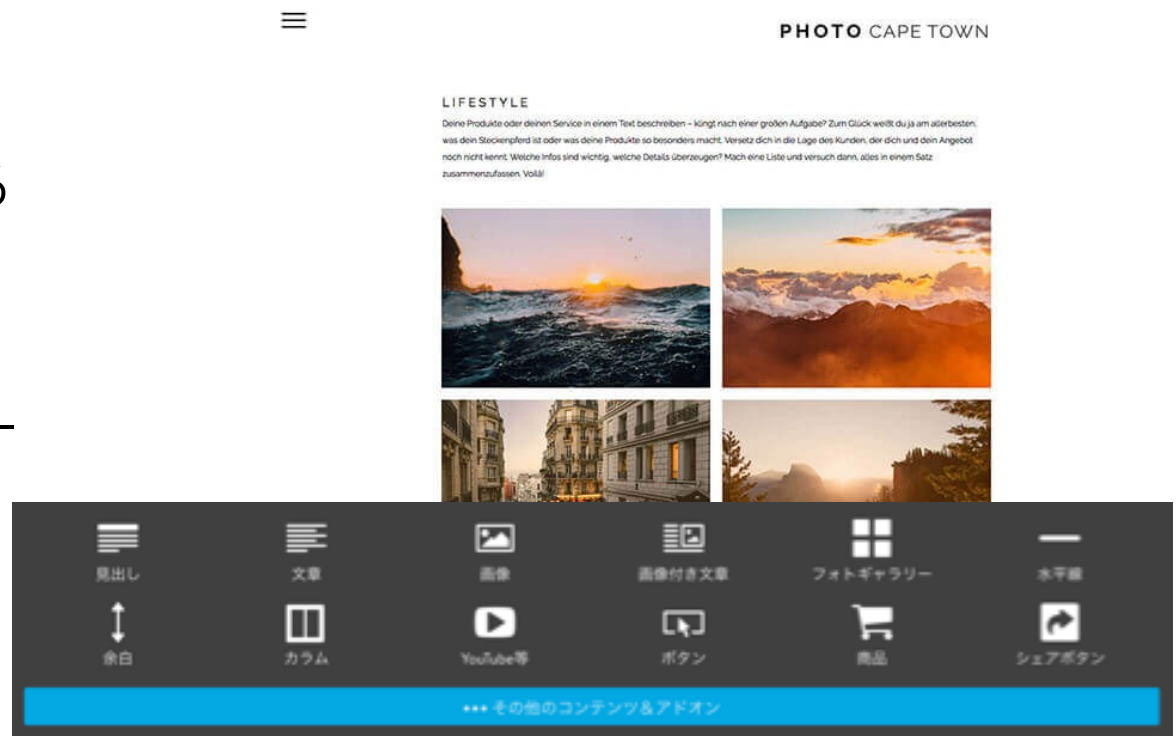 PHOTO CAPE TOWN
LIFESTYLE
Deine Produkte oder deinen Service in einem Text beschreiben – klingt nach einer großen Aufgabe? Zum Glück weißt du ja am allerbesten,
was dein Steckenpferd ist oder was deine Produkte so besonders macht. Versetz dich in die Lage des Kunden, der dich und dein Angebot
noch nicht kennt. Welche Infos sind wichtig, welche Details überzeugen? Mach eine Liste und versuch dann, alles in einem Satz
zusammenzufassen. Voilà!
見出し 文章 画像 画像付き文章 フォトギャラリー 水平線
余白 カラム YouTube等 ボタン 商品 シェアボタン
••• その他のコンテンツ&アドオン